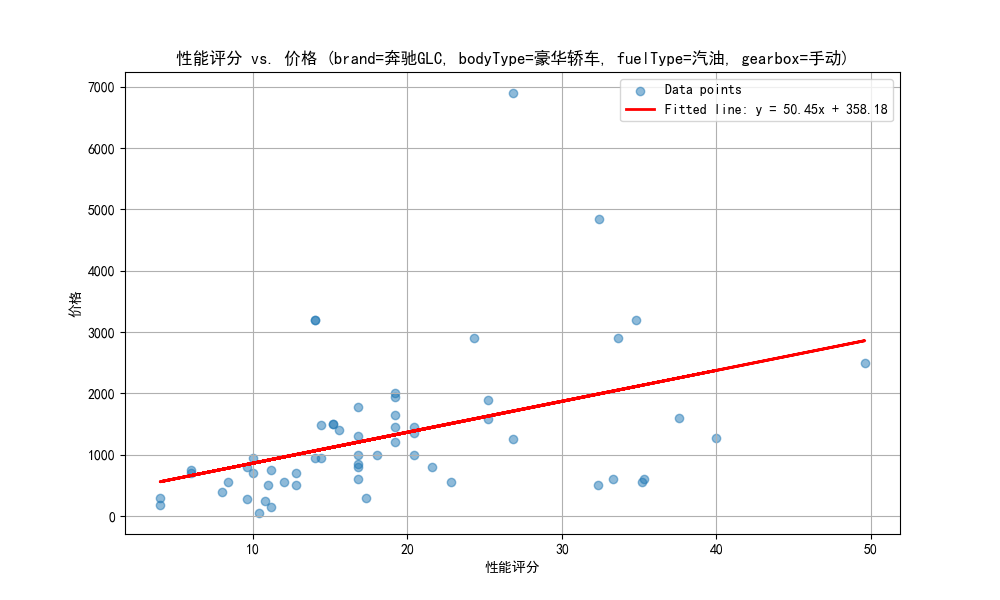 性能评分 vs. 价格 (brand=奔驰GLC, bodyType=豪华轿车, fuelType=汽油, gearbox=手动)
Data points
Fitted line: y = 50.45x + 358.18
7000
6000
5000
4000
3000
2000
1000
0
价格
10 20 30 40 50
性能评分